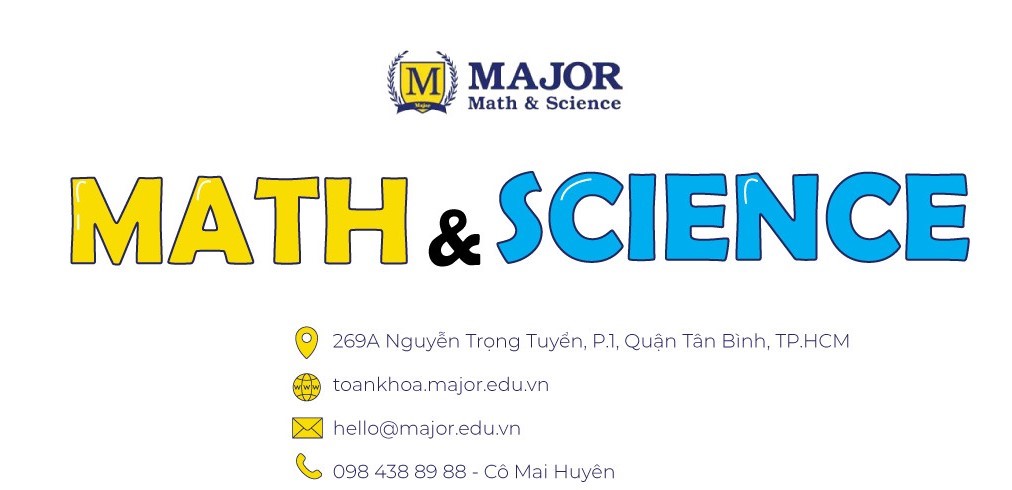 M
Major
MAJOR
Math & Science
MATH & SCIENCE
269A Nguyễn Trọng Tuyển, P.1, Quận Tân Bình, TP.HCM
www
toankhoa.major.edu.vn
hello@major.edu.vn
098 438 89 88 - Cô Mai Huyên